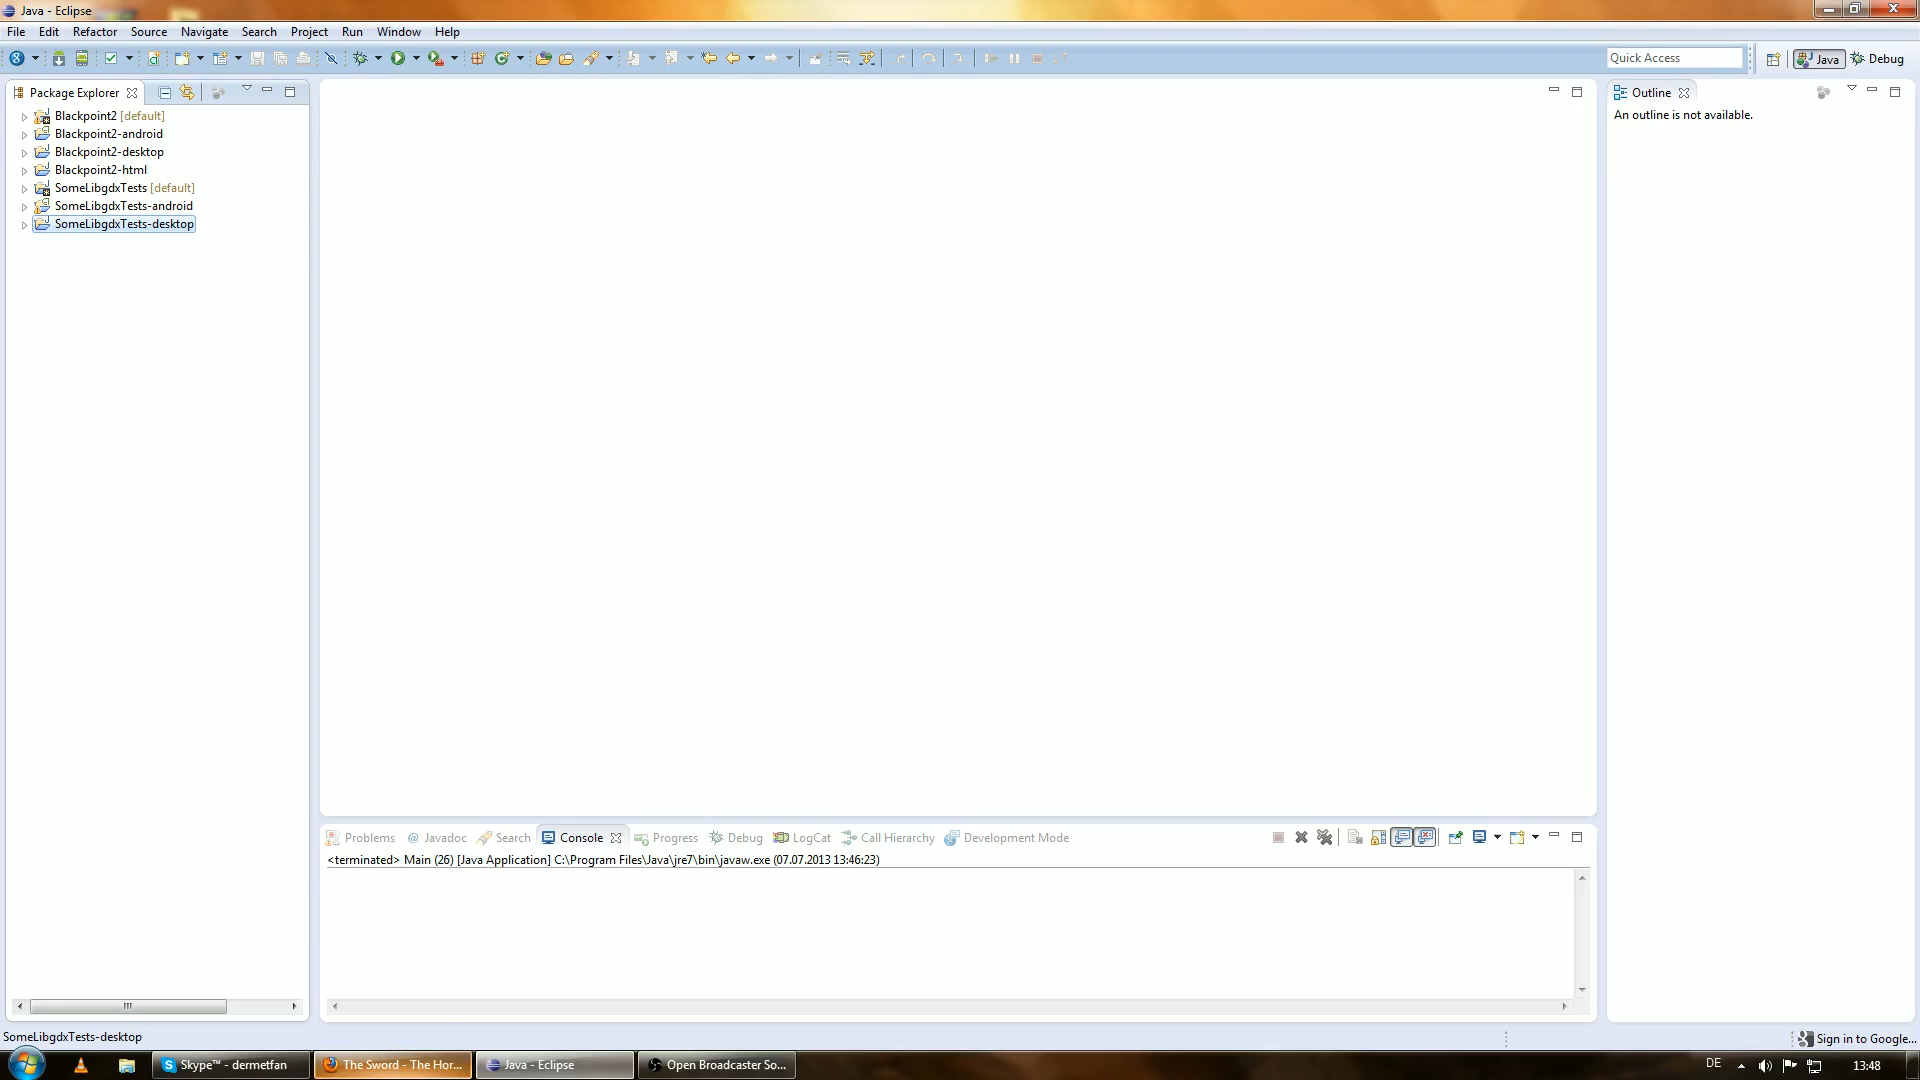 Java - Eclipse
File Edit Refactor Source Navigate Search Project Run Window Help
Quick Access Java Debug
Package Explorer
Blackpoint2 [default]
Blackpoint2-android
Blackpoint2-desktop
Blackpoint2-html
SomeLibgdxTests [default]
SomeLibgdxTests-android
SomeLibgdxTests-desktop
Outline
An outline is not available.
Problems @ Javadoc Search Console Progress Debug LogCat Call Hierarchy Development Mode
<terminated> Main (26) [Java Application] C:\Program Files\Java\jre7\bin\javaw.exe (07.07.2013 13:46:23)
SomeLibgdxTests-desktop
Sign in to Google...
Skype™ - dermetfan
The Sword - The Hor...
Java - Eclipse
Open Broadcaster So...
DE
13:48